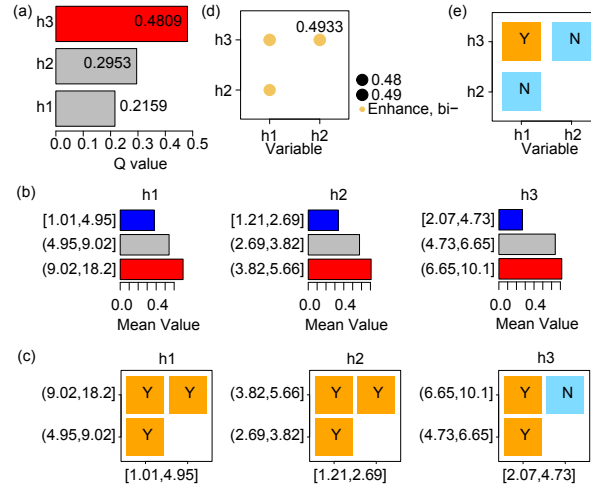 (a)
h3
0.4809
h2
0.2953
h1
0.2159
0.0 0.1 0.2 0.3 0.4 0.5
Q value
(d)
h3
0.4933
h2
0.48
0.49
Enhance, bi−
h1 h2
Variable
(e)
h3
Y N
h2
N
h1 h2
Variable
(b)
h1
[1.01,4.95]
(4.95,9.02]
(9.02,18.2]
0.0 0.4
Mean Value
h2
[1.21,2.69]
(2.69,3.82]
(3.82,5.66]
0.0 0.4
Mean Value
h3
[2.07,4.73]
(4.73,6.65]
(6.65,10.1]
0.0 0.4
Mean Value
(c)
h1
(9.02,18.2]
Y Y
(4.95,9.02]
Y
[1.01,4.95]
h2
(3.82,5.66]
Y Y
(2.69,3.82]
Y
[1.21,2.69]
h3
(6.65,10.1]
Y N
(4.73,6.65]
Y
[2.07,4.73]